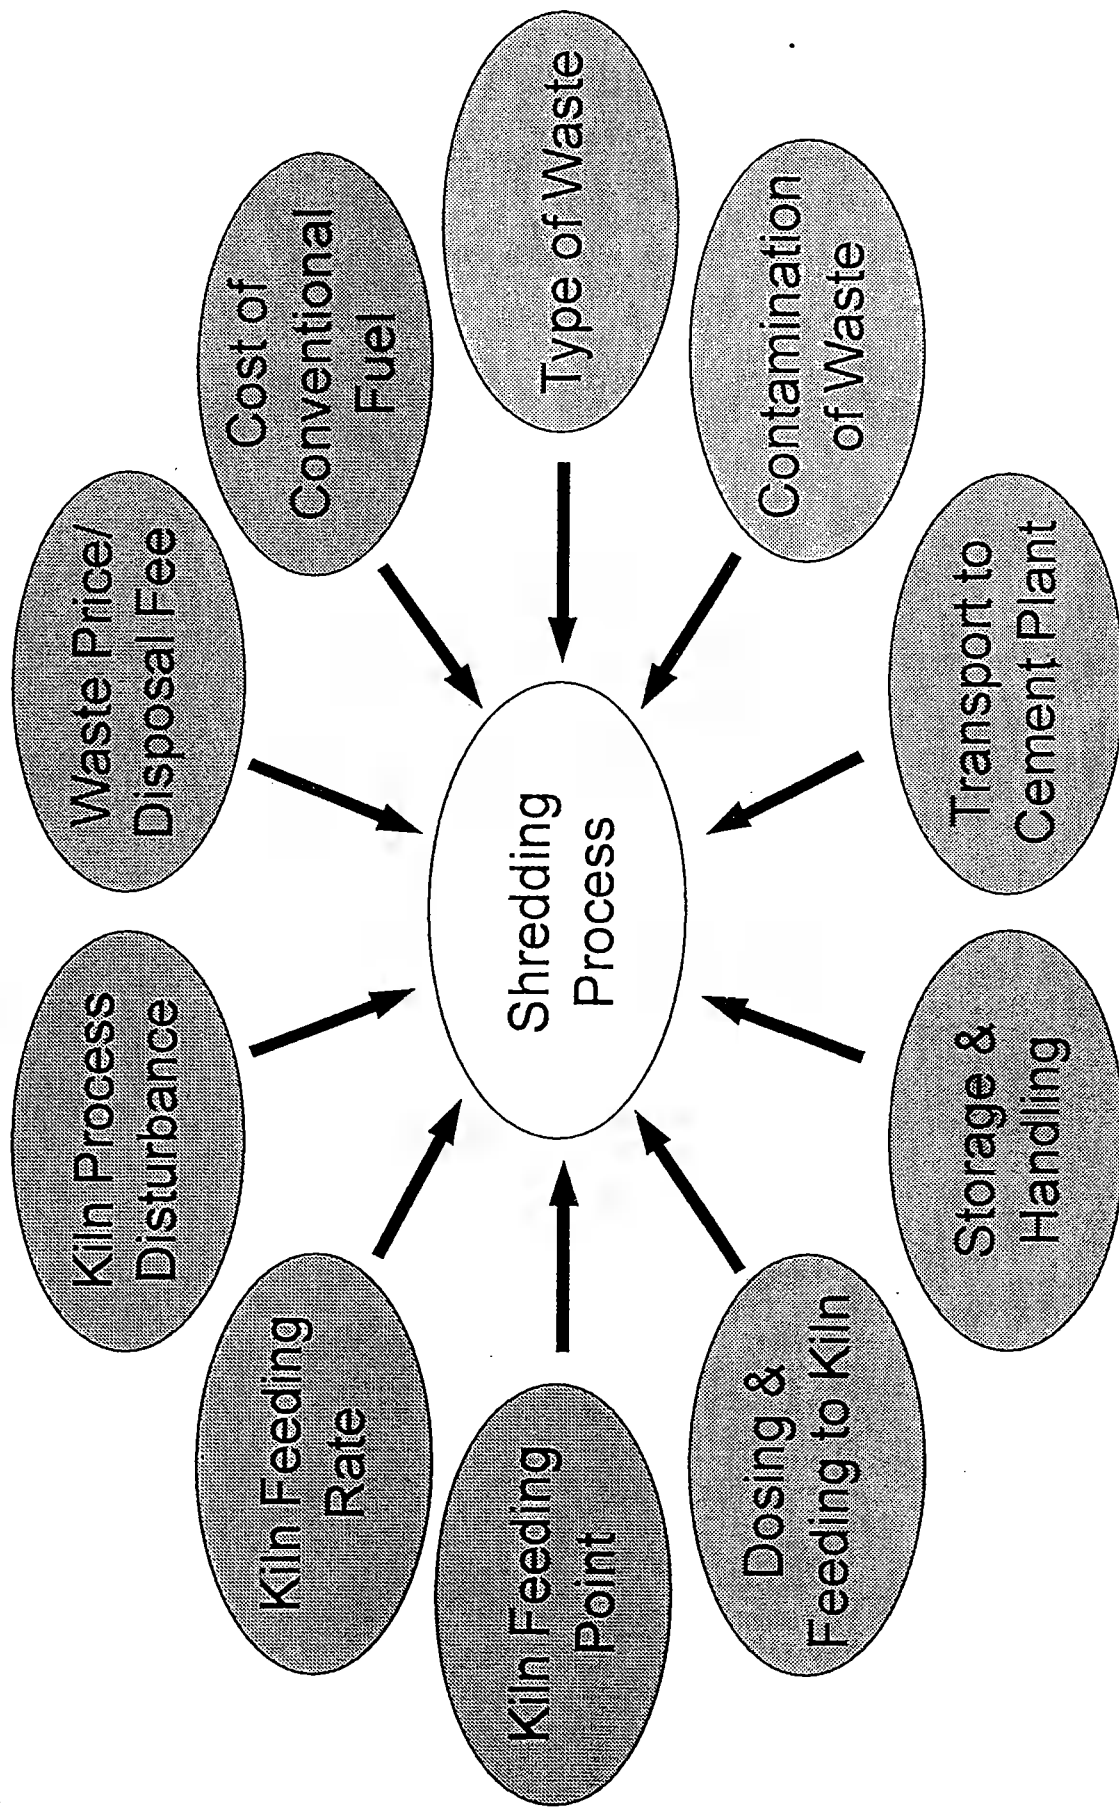 Waste Price/
Disposal Fee
Cost of
Conventional
Fuel
Type of Waste
Contamination
of Waste
Transport to
Cement Plant
Storage &
Handling
Dosing &
Feeding to Kiln
Kiln Feeding
Point
Kiln Feeding
Rate
Kiln Process
Disturbance
Shredding
Process